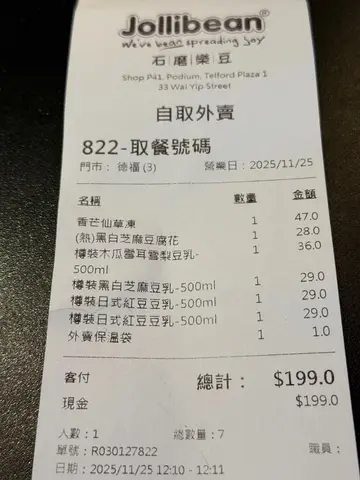 Jollibean®
We've bean spreading joy
石|磨|樂|豆
Shop P41, Podium, Telford Plaza 1
33 Wai Yip Street
自取外賣
822-取餐號碼
門市： 德福 (3) 營業日：2025/11/25
名稱 數量 金額
香芒仙草凍 1 47.0
(熱)黑白芝麻豆腐花 1 28.0
樽裝木瓜雪耳雪梨豆乳-500ml 1 36.0
樽裝黑白芝麻豆乳-500ml 1 29.0
樽裝日式紅豆豆乳-500ml 1 29.0
樽裝日式紅豆豆乳-500ml 1 29.0
外賣保溫袋 1 1.0
客付 總計： $199.0
現金 $199.0
人數：1 總數量：7
單號：R030127822 職員：
日期：2025/11/25 12:10 - 12:11